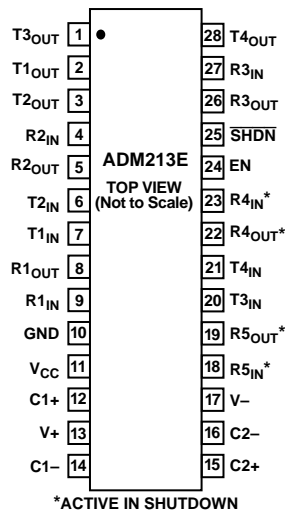 T3OUT 1
T1OUT 2
T2OUT 3
R2IN 4
R2OUT 5
T2IN 6
T1IN 7
R1OUT 8
R1IN 9
GND 10
VCC 11
C1+ 12
V+ 13
C1– 14
ADM213E
TOP VIEW
(Not to Scale)
28 T4OUT
27 R3IN
26 R3OUT
25 SHDN
24 EN
23 R4IN*
22 R4OUT*
21 T4IN
20 T3IN
19 R5OUT*
18 R5IN*
17 V–
16 C2–
15 C2+
*ACTIVE IN SHUTDOWN